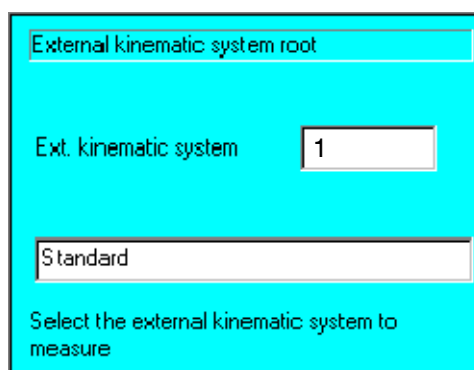 External kinematic system root
Ext. kinematic system 1
Standard
Select the external kinematic system to
measure